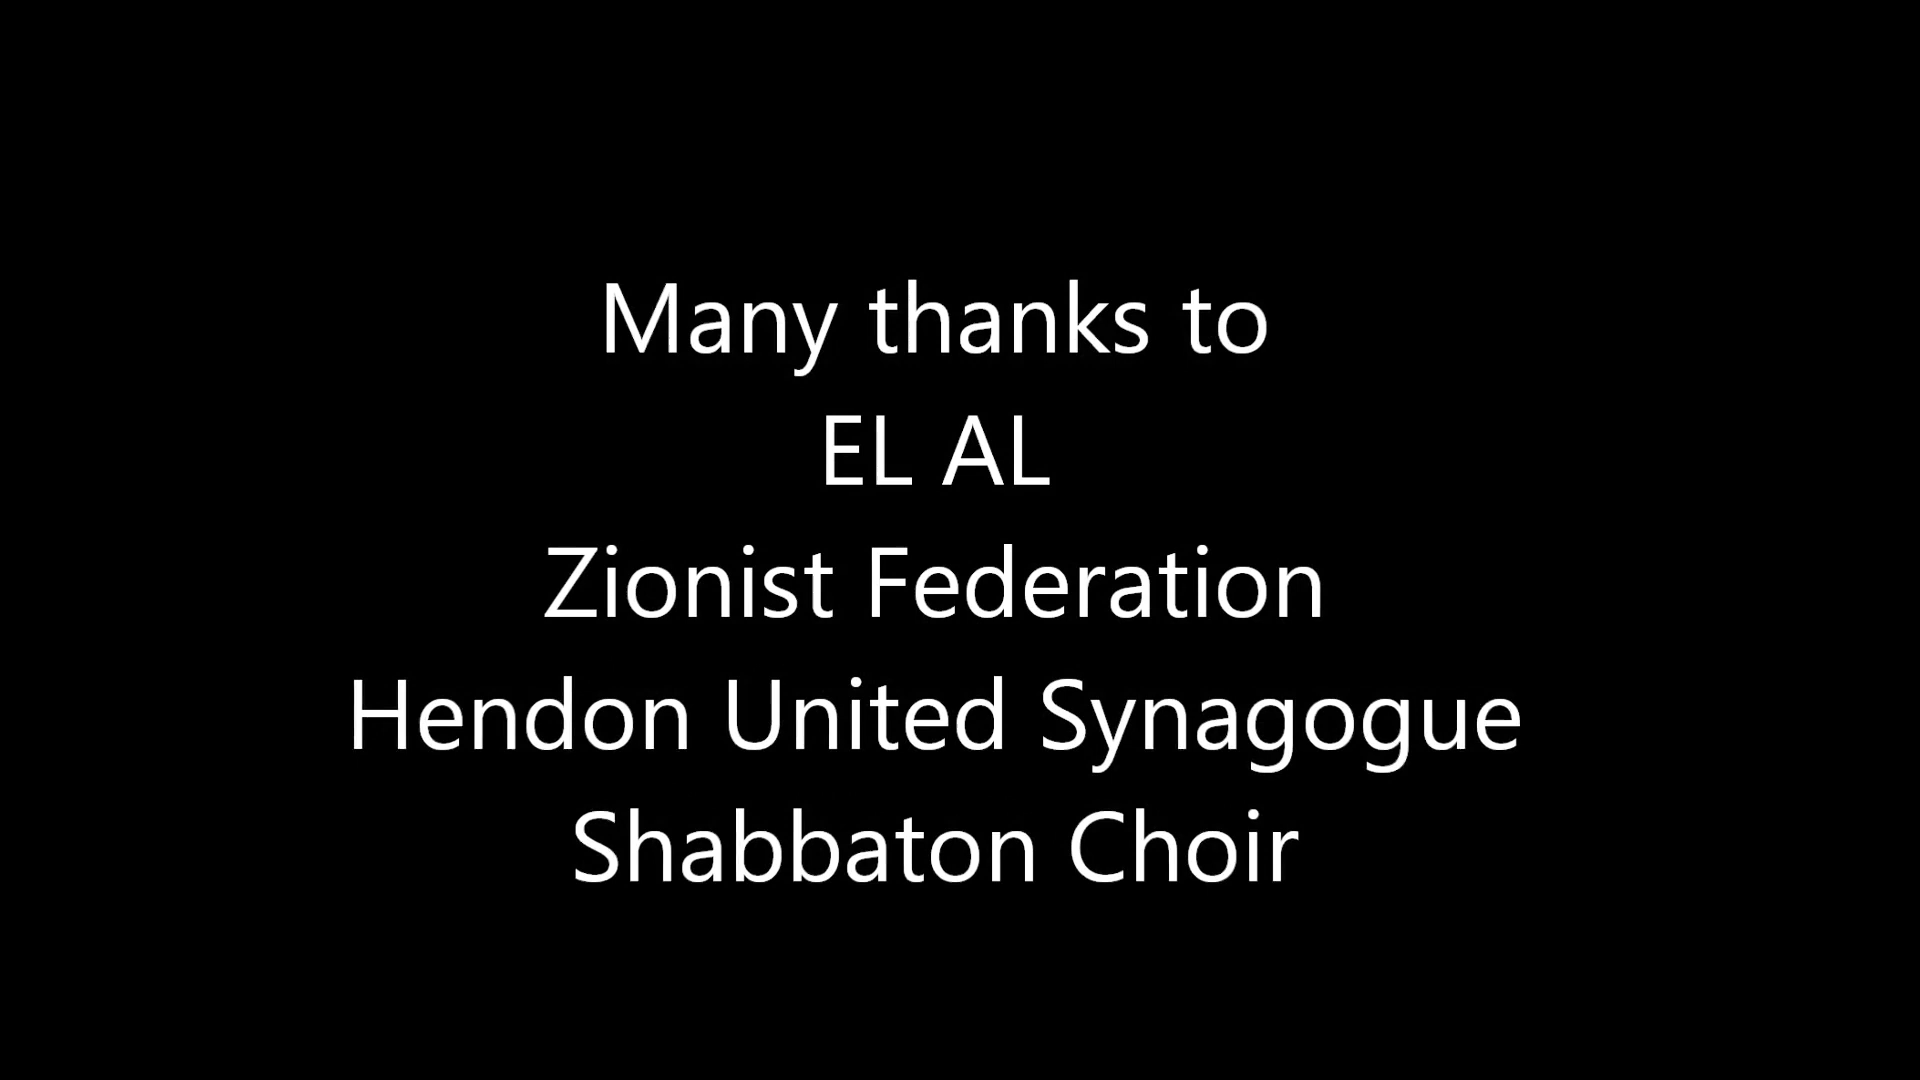 Many thanks to
EL AL
Zionist Federation
Hendon United Synagogue
Shabbaton Choir